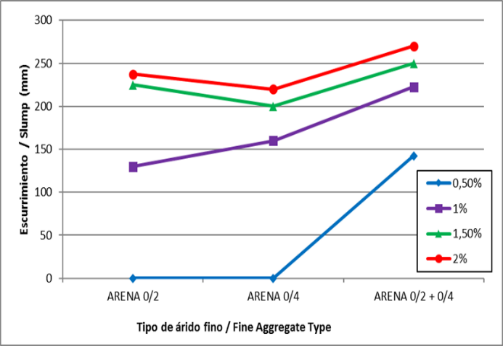 300
250
200
150
100
50
0
Escurrimiento / Slump (mm)
ARENA 0/2
ARENA 0/4
ARENA 0/2 + 0/4
Tipo de árido fino / Fine Aggregate Type
0,50%
1%
1,50%
2%